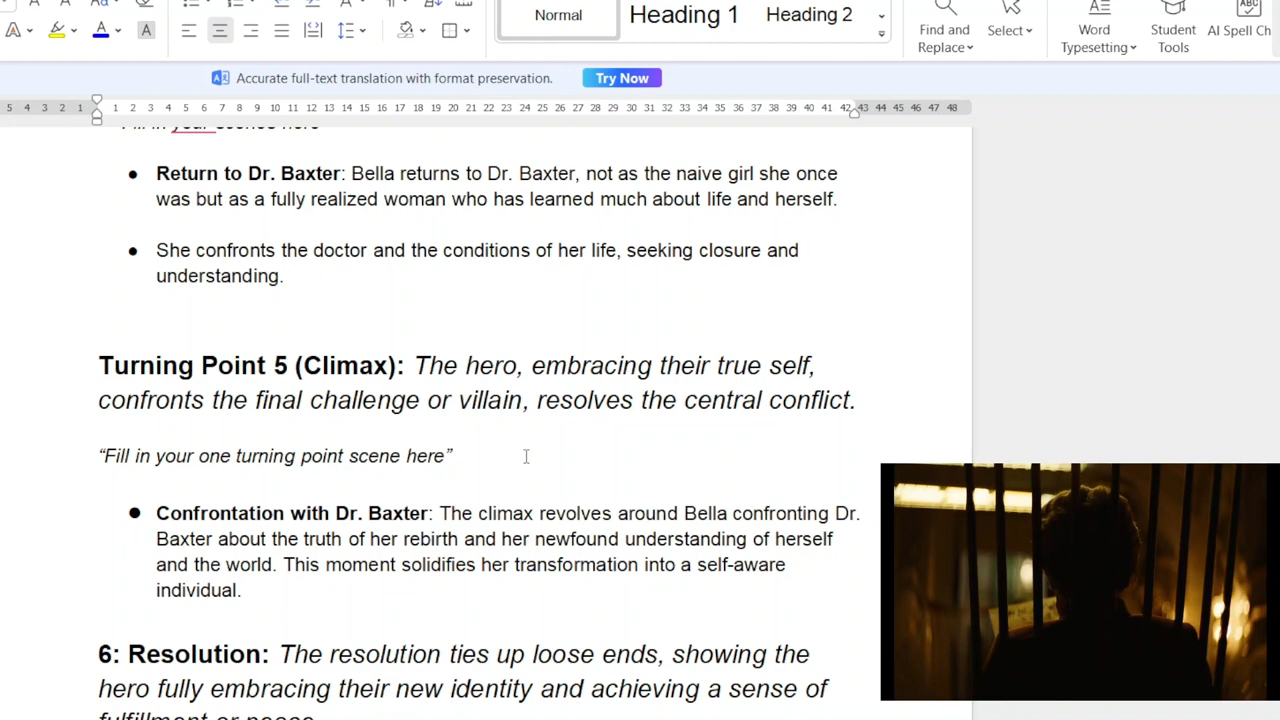 Normal
Heading 1
Heading 2
Find and
Replace
Select
Word
Typesetting
Student
Tools
AI Spell Ch
Accurate full-text translation with format preservation.
Try Now
5 4 3 2 1 1 2 3 4 5 6 7 8 9 10 11 12 13 14 15 16 17 18 19 20 21 22 23 24 25 26 27 28 29 30 31 32 33 34 35 36 37 38 39 40 41 42 43 44 45 46 47 48
Fill in your scenes here
● Return to Dr. Baxter: Bella returns to Dr. Baxter, not as the naive girl she once
was but as a fully realized woman who has learned much about life and herself.
● She confronts the doctor and the conditions of her life, seeking closure and
understanding.
Turning Point 5 (Climax): The hero, embracing their true self,
confronts the final challenge or villain, resolves the central conflict.
“Fill in your one turning point scene here”
● Confrontation with Dr. Baxter: The climax revolves around Bella confronting Dr.
Baxter about the truth of her rebirth and her newfound understanding of herself
and the world. This moment solidifies her transformation into a self-aware
individual.
6: Resolution: The resolution ties up loose ends, showing the
hero fully embracing their new identity and achieving a sense of
fulfillment or peace